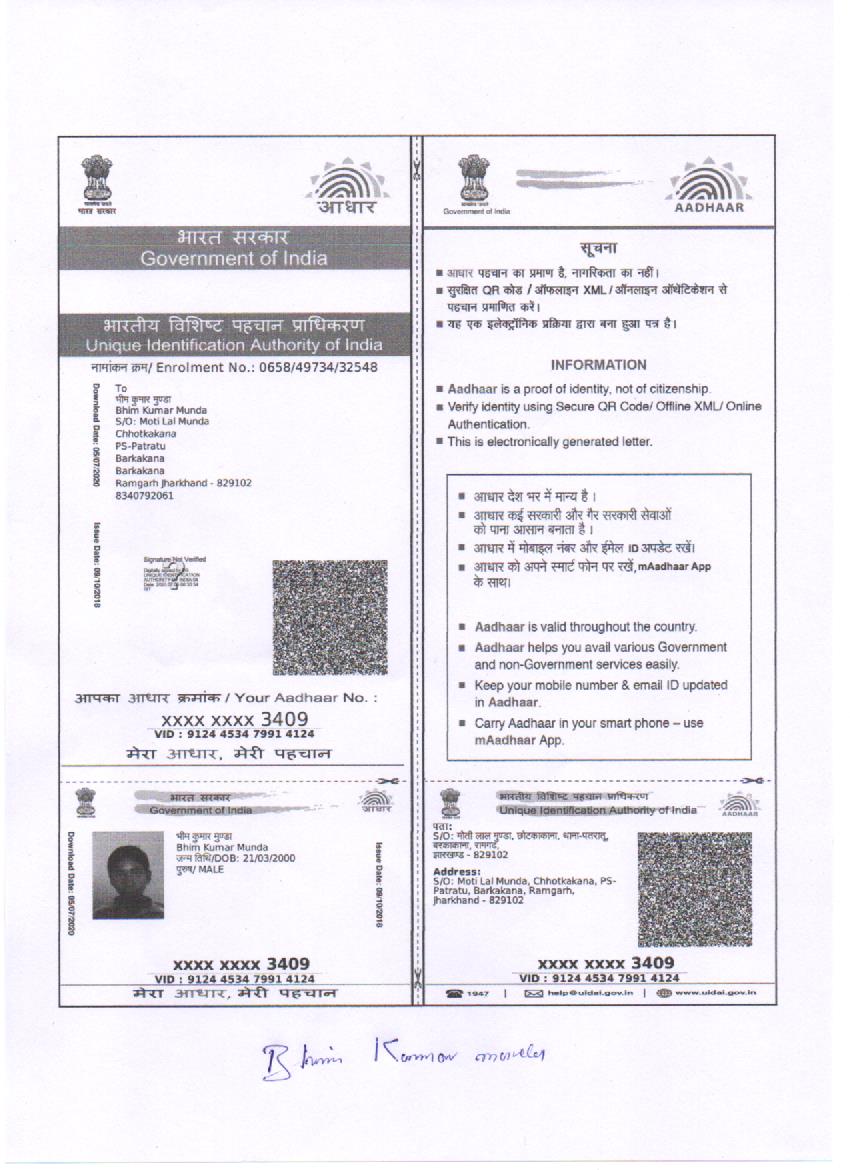 भारत सरकार
आधार
भारत सरकार
Government of India
भारतीय विशिष्ट पहचान प्राधिकरण
Unique Identification Authority of India
नामांकन क्रम/ Enrolment No.: 0658/49734/32548
Download Date: 05/07/2020
Issue Date: 09/10/2018
To
भीम कुमार मुण्डा
Bhim Kumar Munda
S/O: Moti Lal Munda
Chhotkakana
PS-Patratu
Barkakana
Barkakana
Ramgarh Jharkhand - 829102
8340792061
Signature Not Verified
आपका आधार क्रमांक / Your Aadhaar No. :
xxxx xxxx 3409
VID : 9124 4534 7991 4124
मेरा आधार, मेरी पहचान
Government of India
AADHAAR
सूचना
■ आधार पहचान का प्रमाण है, नागरिकता का नहीं।
■ सुरक्षित QR कोड / ऑफलाइन XML / ऑनलाइन ऑथेंटिकेशन से
पहचान प्रमाणित करें।
■ यह एक इलेक्ट्रॉनिक प्रक्रिया द्वारा बना हुआ पत्र है।
INFORMATION
■ Aadhaar is a proof of identity, not of citizenship.
■ Verify identity using Secure QR Code/ Offline XML/ Online
Authentication.
■ This is electronically generated letter.
■ आधार देश भर में मान्य है ।
■ आधार कई सरकारी और गैर सरकारी सेवाओं
को पाना आसान बनाता है ।
■ आधार में मोबाइल नंबर और ईमेल ID अपडेट रखें।
■ आधार को अपने स्मार्ट फोन पर रखें, mAadhaar App
के साथ।
■ Aadhaar is valid throughout the country.
■ Aadhaar helps you avail various Government
and non-Government services easily.
■ Keep your mobile number & email ID updated
in Aadhaar.
■ Carry Aadhaar in your smart phone – use
mAadhaar App.
भारत सरकार
Government of India
आधार
Download Date: 05/07/2020
भीम कुमार मुण्डा
Bhim Kumar Munda
जन्म तिथि/DOB: 21/03/2000
पुरुष/ MALE
Issue Date: 09/10/2018
xxxx xxxx 3409
VID : 9124 4534 7991 4124
मेरा आधार, मेरी पहचान
भारतीय विशिष्ट पहचान प्राधिकरण
Unique Identification Authority of India
AADHAAR
पता:
S/O: मोती लाल मुण्डा, छोटकाकाना, थाना-पतरातू,
बरकाकाना, रामगढ़,
झारखण्ड - 829102
Address:
S/O: Moti Lal Munda, Chhotkakana, PS-
Patratu, Barkakana, Ramgarh,
Jharkhand - 829102
xxxx xxxx 3409
VID : 9124 4534 7991 4124
1947 | help@uidai.gov.in | www.uidai.gov.in
Bhim Kumar Munda